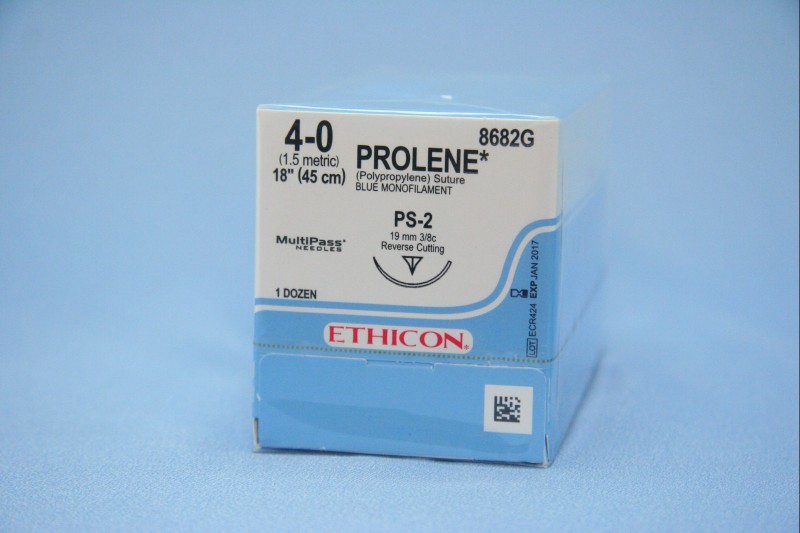 4-0
(1.5 metric)
18" (45 cm)
8682G
PROLENE*
(Polypropylene) Suture
BLUE MONOFILAMENT
PS-2
19 mm 3/8c
Reverse Cutting
MultiPass*
NEEDLES
1 DOZEN
ETHICON®
LOT ECR424 EXP JAN 2017